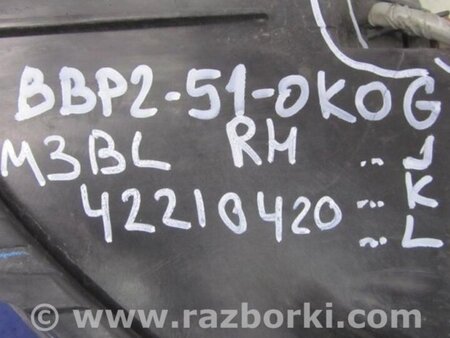 BBP2-51-0K0G
M3BL RH ...J
42210420 ...K
...L
© www.razborki.com